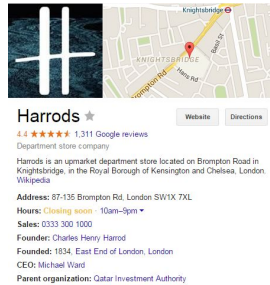 Knightsbridge
KNIGHTSBRIDGE
Basil St
Hans Rd
Brompton Rd
Harrods
Website
Directions
4.4 1,311 Google reviews
Department store company
Harrods is an upmarket department store located on Brompton Road in
Knightsbridge, in the Royal Borough of Kensington and Chelsea, London.
Wikipedia
Address: 87-135 Brompton Rd, London SW1X 7XL
Hours: Closing soon · 10am–9pm
Sales: 0333 300 1000
Founder: Charles Henry Harrod
Founded: 1834, East End of London, London
CEO: Michael Ward
Parent organization: Qatar Investment Authority